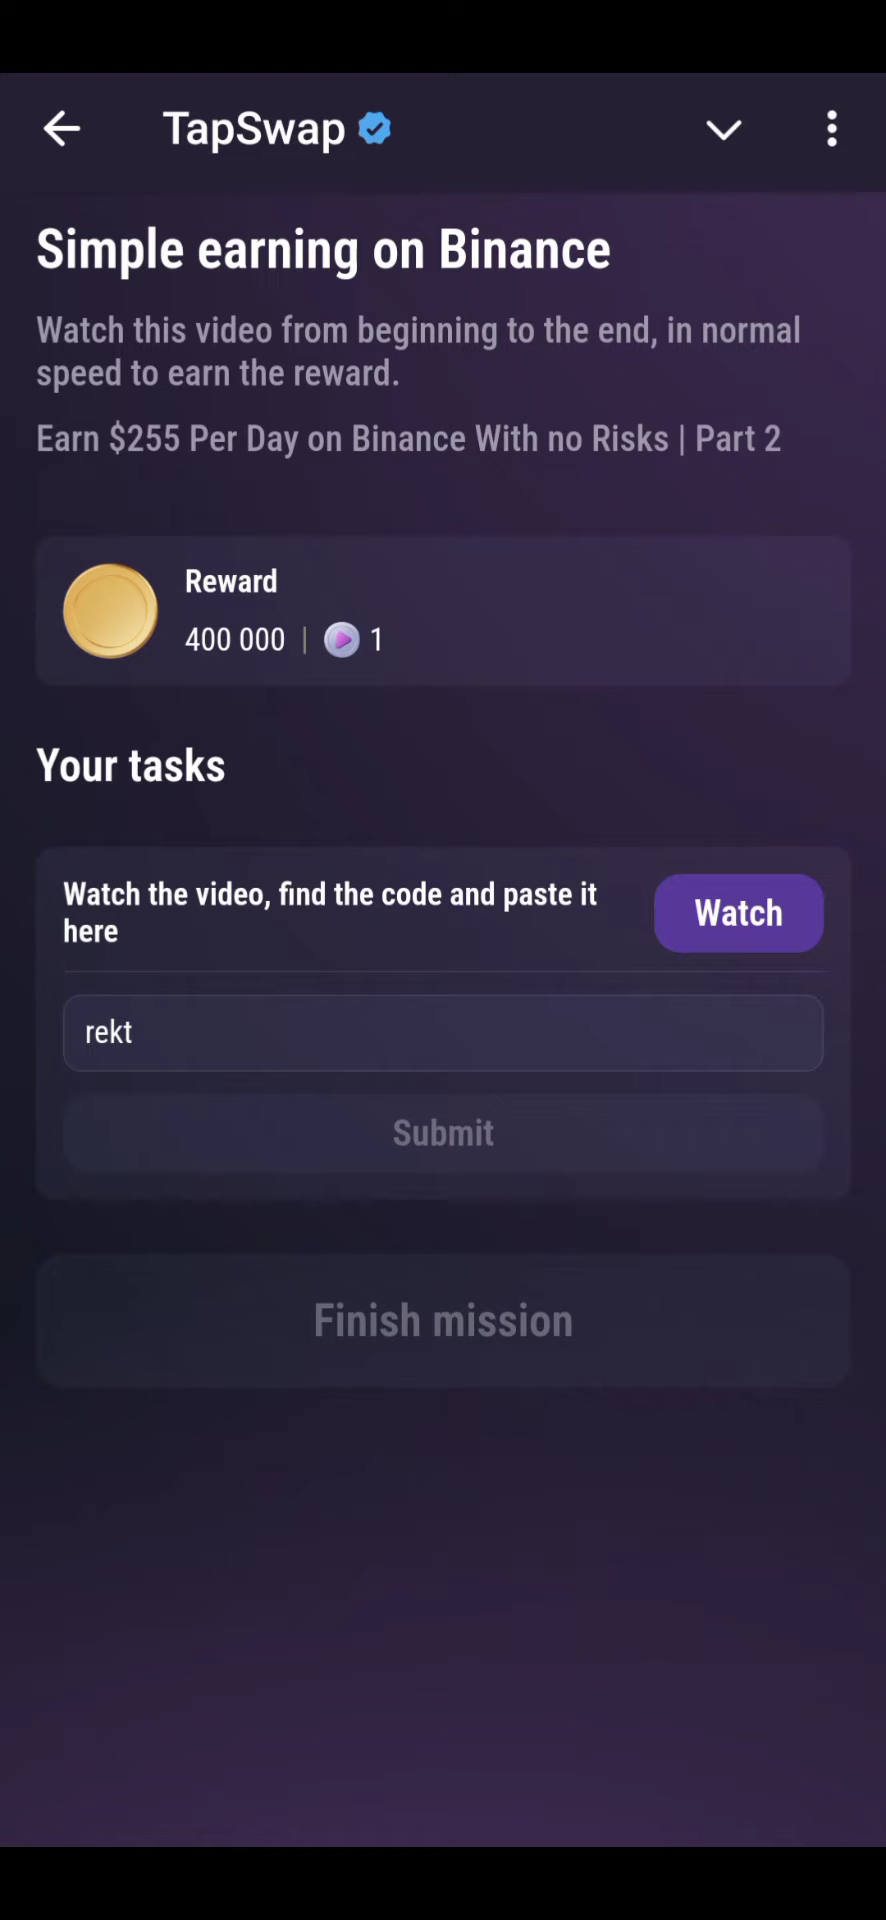 TapSwap
Simple earning on Binance
Watch this video from beginning to the end, in normal
speed to earn the reward.
Earn $255 Per Day on Binance With no Risks | Part 2
Reward
400 000 | 1
Your tasks
Watch the video, find the code and paste it
here
Watch
rekt
Submit
Finish mission